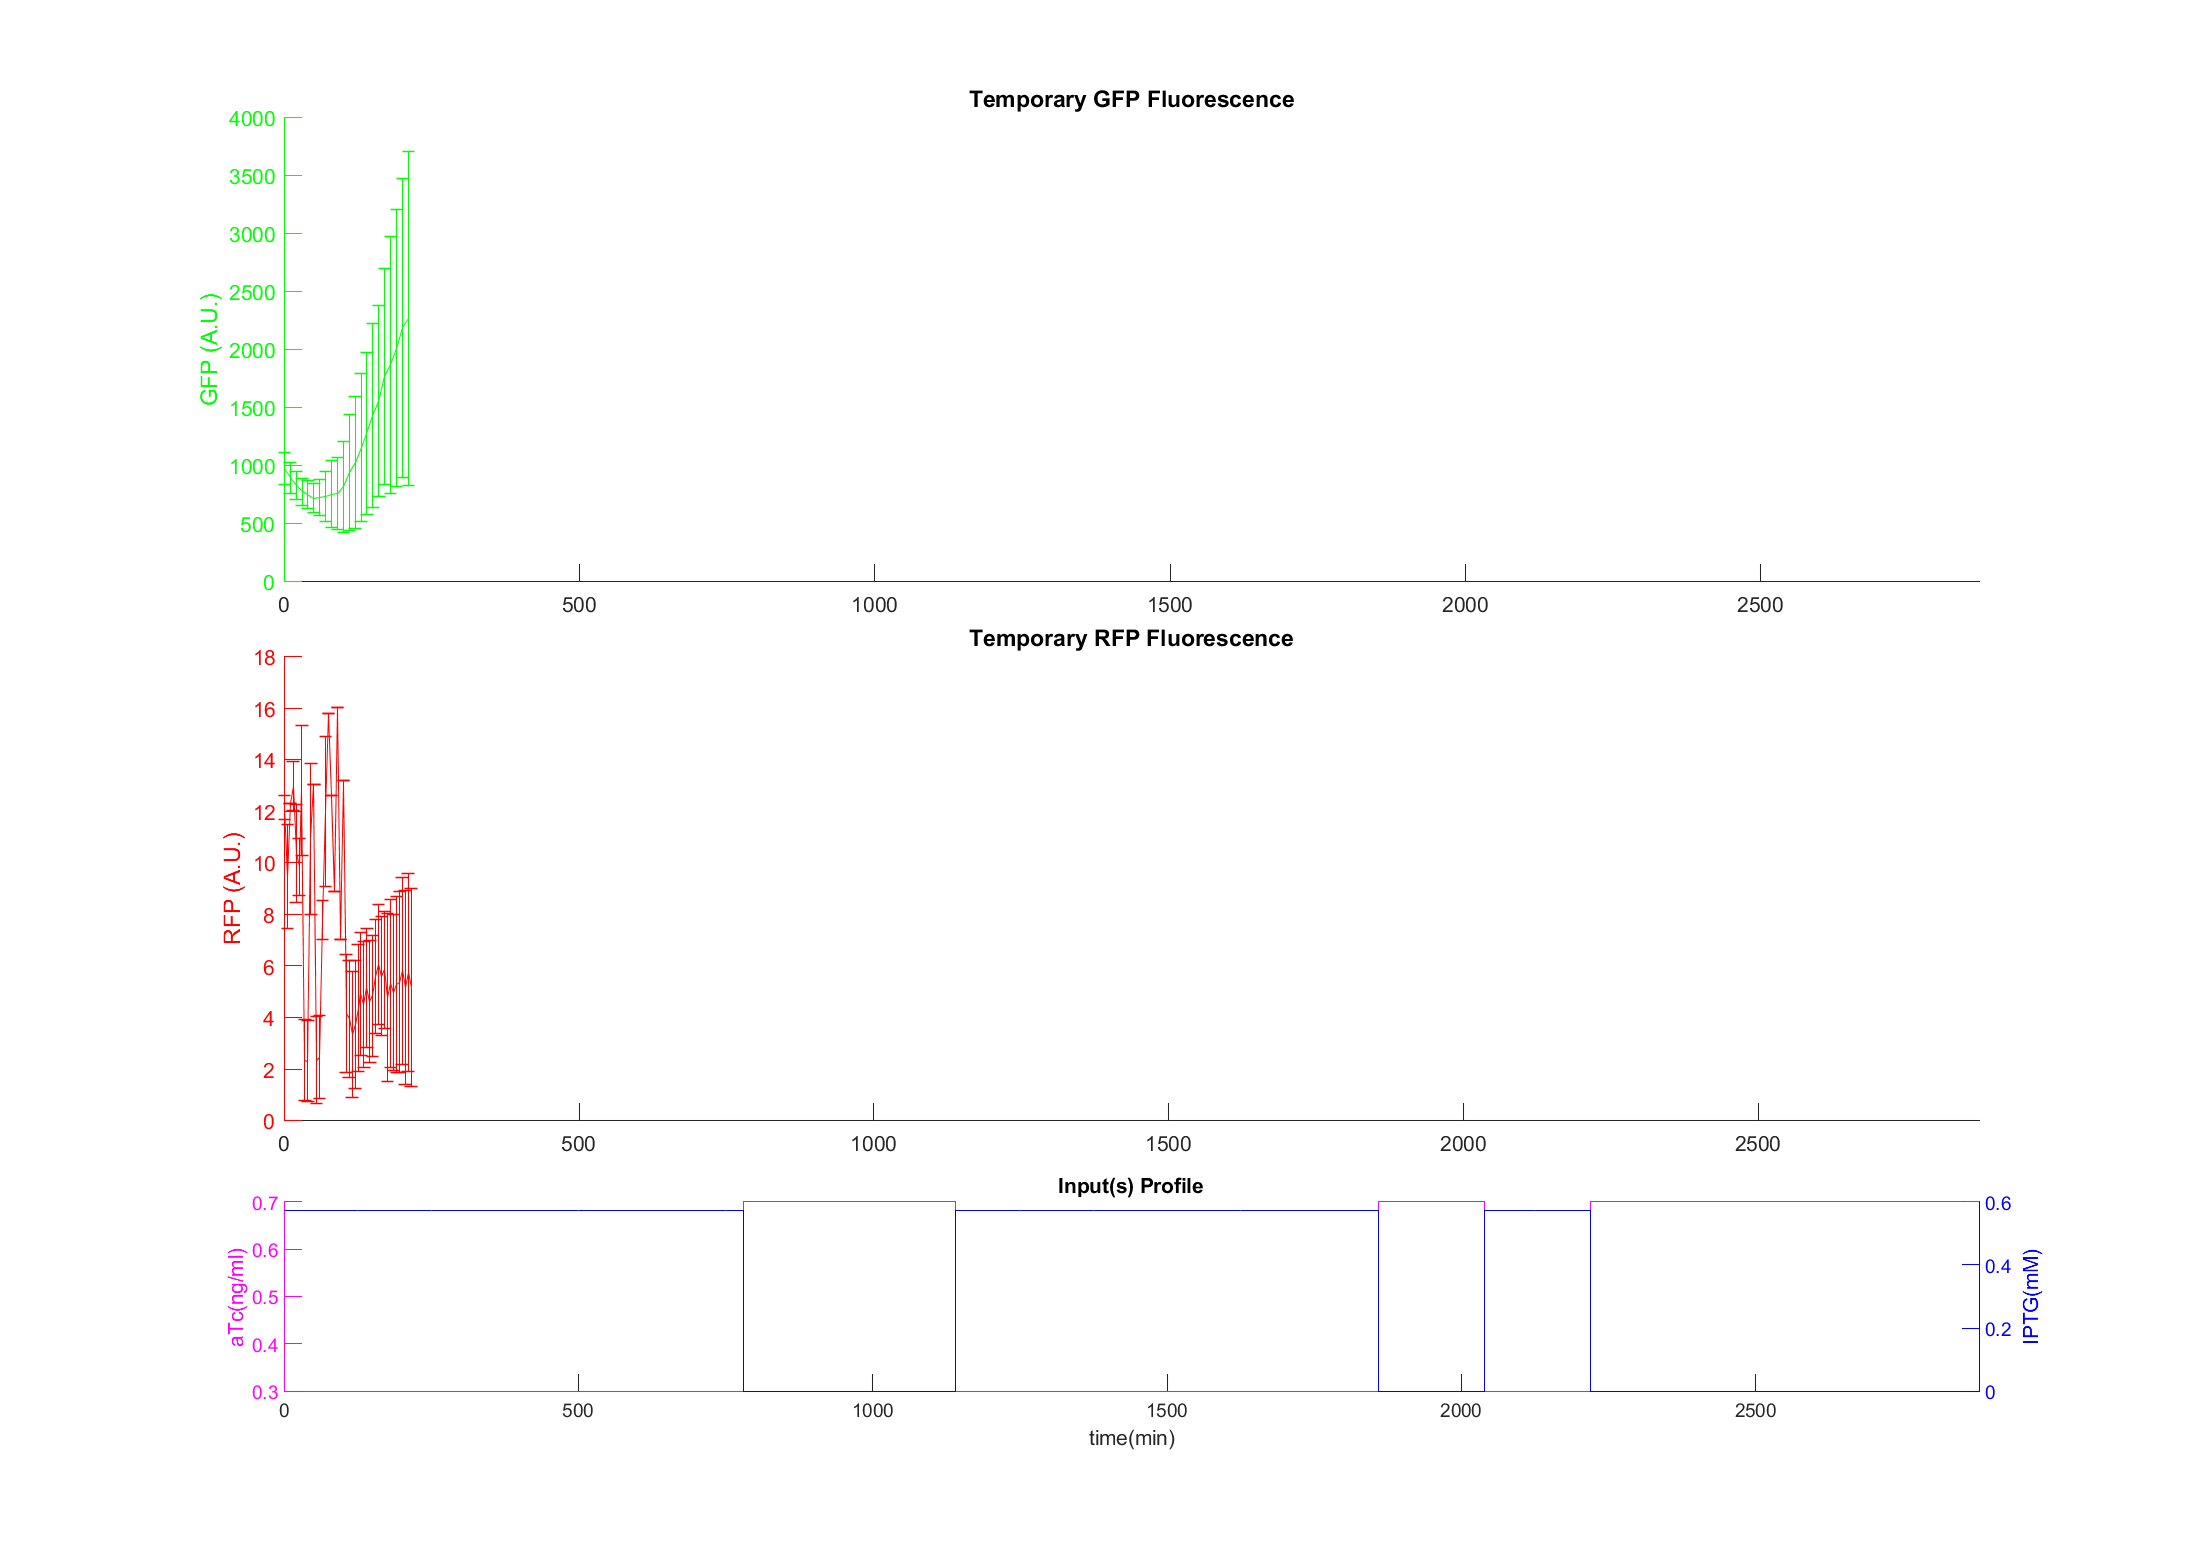 Temporary GFP Fluorescence
4000
3500
3000
2500
2000
1500
1000
500
0
GFP (A.U.)
0 500 1000 1500 2000 2500
Temporary RFP Fluorescence
18
16
14
12
10
8
6
4
2
0
RFP (A.U.)
0 500 1000 1500 2000 2500
Input(s) Profile
0.7
0.6
0.5
0.4
0.3
aTc(ng/ml)
0.6
0.4
0.2
0
IPTG(mM)
0 500 1000 1500 2000 2500
time(min)